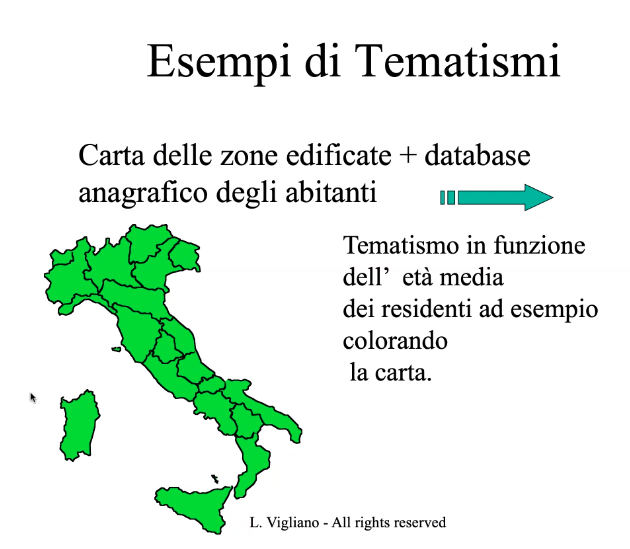 Esempi di Tematismi
Carta delle zone edificate + database
anagrafico degli abitanti
Tematismo in funzione
dell’ età media
dei residenti ad esempio
colorando
la carta.
L. Vigliano - All rights reserved